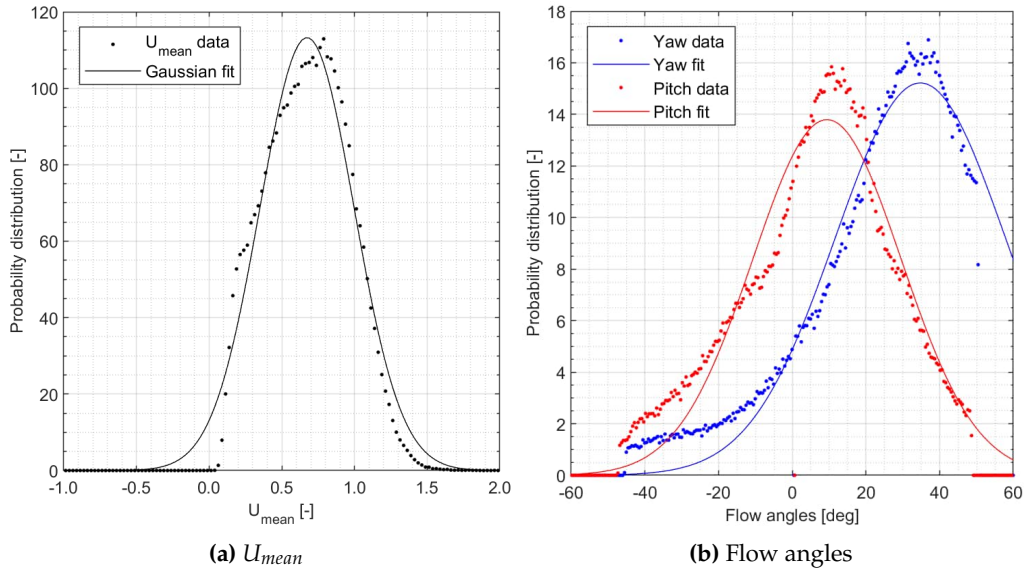 120
100
80
60
40
20
0
Probability distribution [-]
U_mean data
Gaussian fit
-1.0 -0.5 0.0 0.5 1.0 1.5 2.0
U_mean [-]
(a) U_mean
18
16
14
12
10
8
6
4
2
0
Probability distribution [-]
Yaw data
Yaw fit
Pitch data
Pitch fit
-60 -40 -20 0 20 40 60
Flow angles [deg]
(b) Flow angles